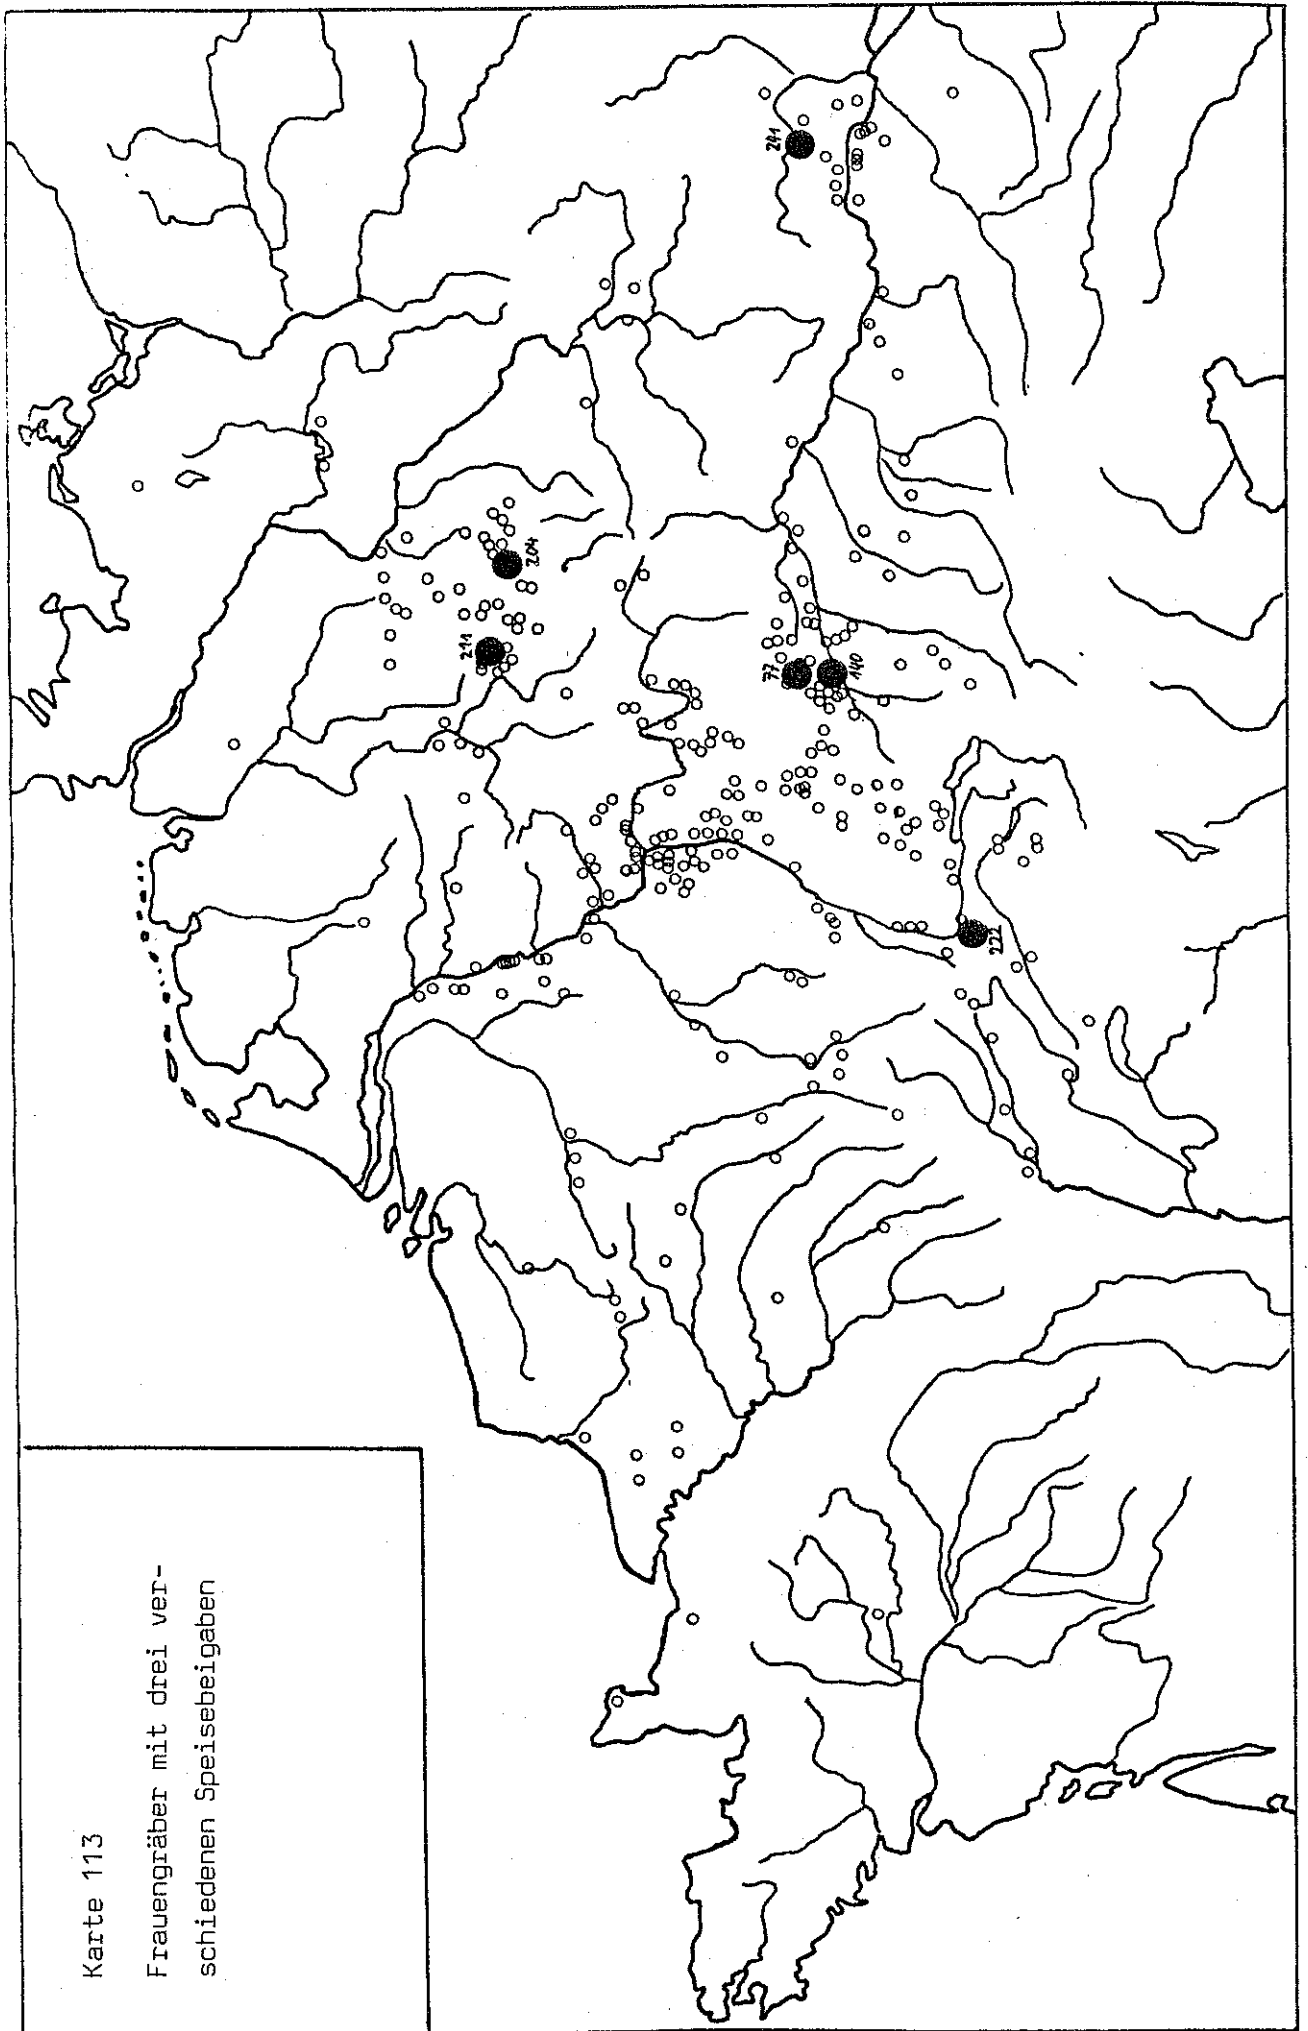 Karte 113
Frauengräber mit drei ver-
schiedenen Speisebeigaben
241
204
211
77
140
222